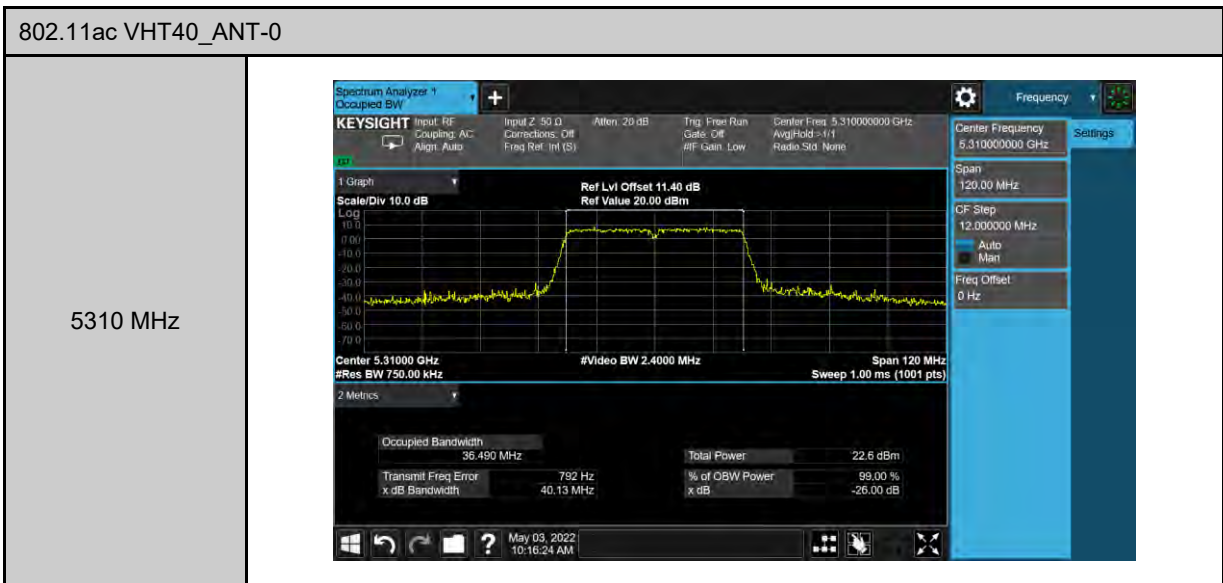 802.11ac VHT40_ANT-0
5310 MHz
Spectrum Analyzer 1
Occupied BW
Frequency
KEYSIGHT Input: RF
Coupling: AC
Align: Auto
Input Z: 50 Ω
Corrections: Off
Freq Ref: Int (S)
Atten: 20 dB
Trig: Free Run
Gate: Off
#IF Gain: Low
Center Freq: 5.310000000 GHz
Avg|Hold:>1/1
Radio Std: None
Center Frequency
5.310000000 GHz
Settings
Span
120.00 MHz
CF Step
12.000000 MHz
Auto
Man
Freq Offset
0 Hz
1 Graph
Scale/Div 10.0 dB
Ref Lvl Offset 11.40 dB
Ref Value 20.00 dBm
Log
10.0
0.00
-10.0
-20.0
-30.0
-40.0
-50.0
-60.0
-70.0
Center 5.31000 GHz
#Video BW 2.4000 MHz
Span 120 MHz
#Res BW 750.00 kHz
Sweep 1.00 ms (1001 pts)
2 Metrics
Occupied Bandwidth
36.490 MHz
Total Power 22.6 dBm
Transmit Freq Error 792 Hz
% of OBW Power 99.00 %
x dB Bandwidth 40.13 MHz
x dB -26.00 dB
?
May 03, 2022
10:16:24 AM